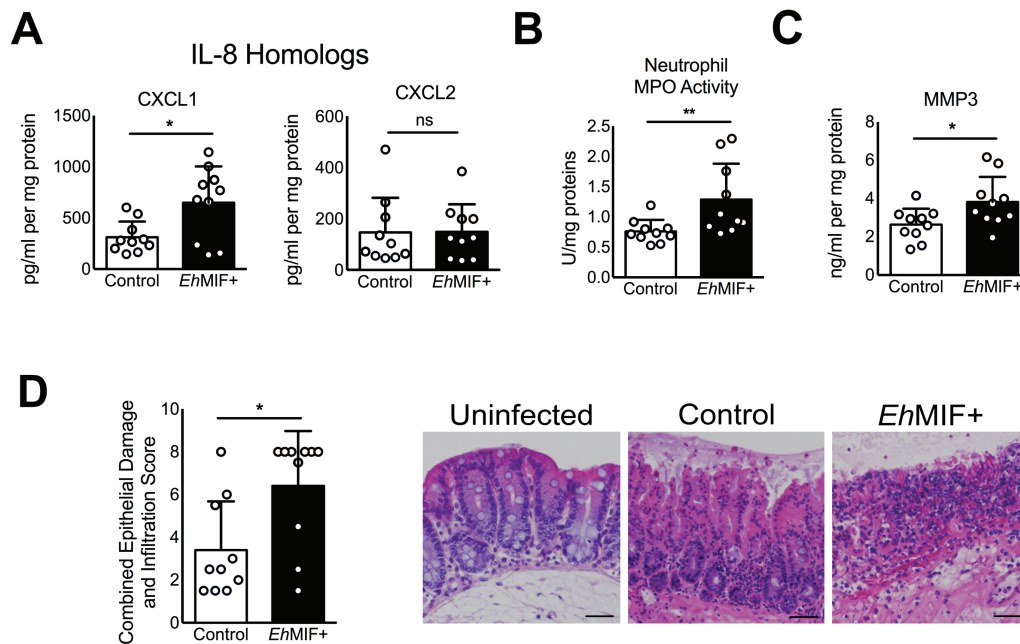 A
IL-8 Homologs
CXCL1
pg/ml per mg protein
1500
1000
500
0
*
Control
EhMIF+
CXCL2
pg/ml per mg protein
600
400
200
0
ns
Control
EhMIF+
B
Neutrophil
MPO Activity
U/mg proteins
2.5
2.0
1.5
1.0
0.5
0.0
**
Control
EhMIF+
C
MMP3
ng/ml per mg protein
8
6
4
2
0
*
Control
EhMIF+
D
Combined Epithelial Damage
and Infiltration Score
10
8
6
4
2
0
*
Control
EhMIF+
Uninfected
Control
EhMIF+